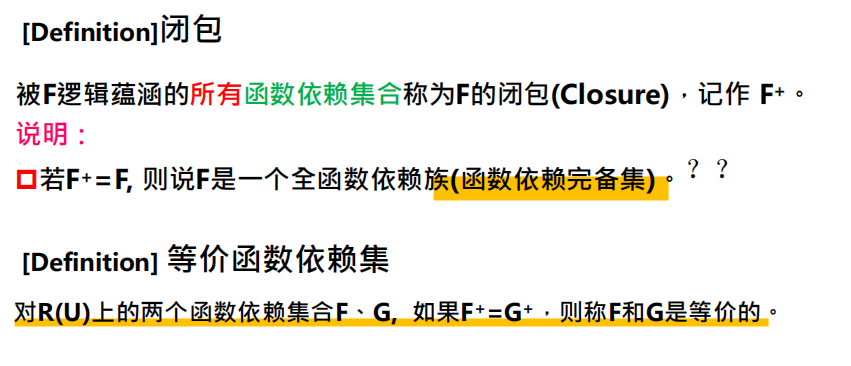 [Definition]闭包
被F逻辑蕴涵的所有函数依赖集合称为F的闭包(Closure)，记作 F⁺。
说明：
若F⁺=F, 则说F是一个全函数依赖族(函数依赖完备集)。？？
[Definition] 等价函数依赖集
对R(U)上的两个函数依赖集合F、G, 如果F⁺=G⁺，则称F和G是等价的。